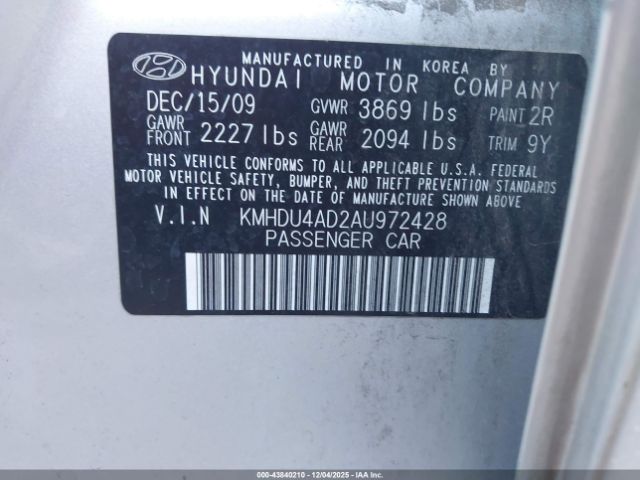 MANUFACTURED IN KOREA BY
HYUNDAI MOTOR COMPANY
DEC/15/09 GVWR 3869 lbs PAINT 2R
GAWR FRONT 2227 lbs GAWR REAR 2094 lbs TRIM 9Y
THIS VEHICLE CONFORMS TO ALL APPLICABLE U.S.A. FEDERAL
MOTOR VEHICLE SAFETY, BUMPER, AND THEFT PREVENTION STANDARDS
IN EFFECT ON THE DATE OF MANUFACTURE SHOWN ABOVE.
V.I.N KMHDU4AD2AU972428
PASSENGER CAR
000-43840210 - 12/04/2025 - IAAI.COM